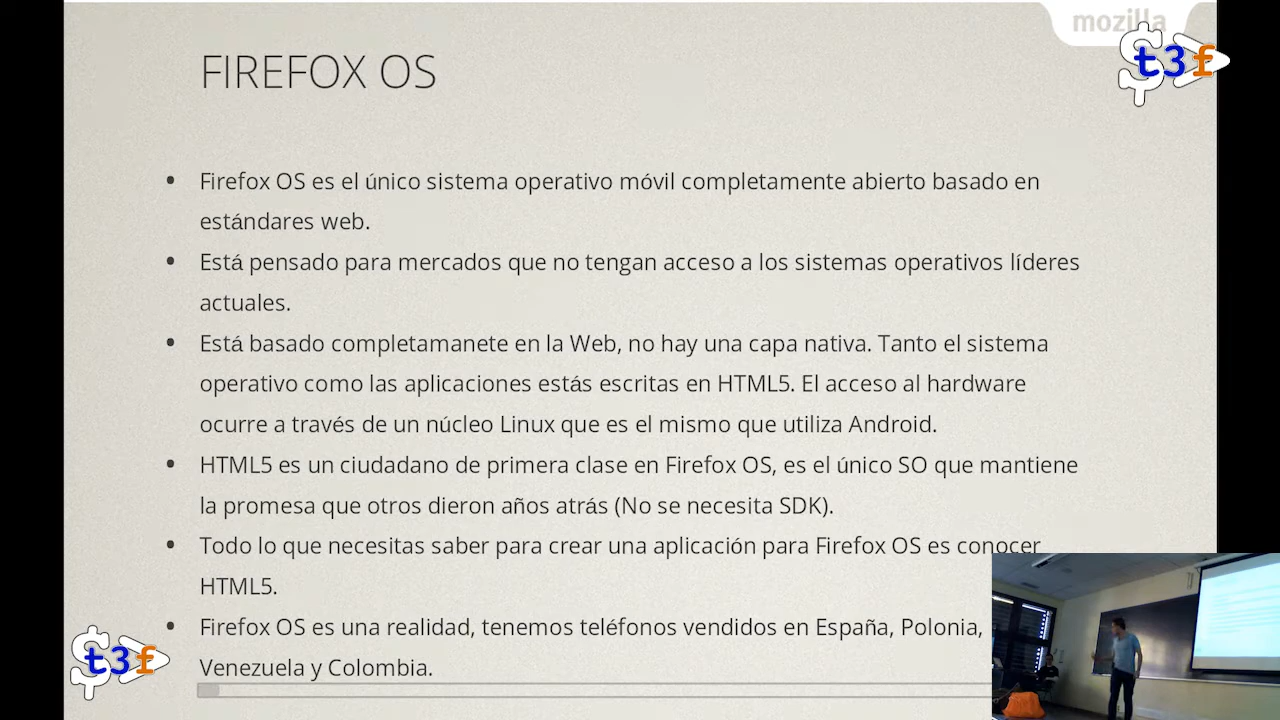 mozilla
$t3f
FIREFOX OS
• Firefox OS es el único sistema operativo móvil completamente abierto basado en
estándares web.
• Está pensado para mercados que no tengan acceso a los sistemas operativos líderes
actuales.
• Está basado completamanete en la Web, no hay una capa nativa. Tanto el sistema
operativo como las aplicaciones estás escritas en HTML5. El acceso al hardware
ocurre a través de un núcleo Linux que es el mismo que utiliza Android.
• HTML5 es un ciudadano de primera clase en Firefox OS, es el único SO que mantiene
la promesa que otros dieron años atrás (No se necesita SDK).
• Todo lo que necesitas saber para crear una aplicación para Firefox OS es conocer
HTML5.
• Firefox OS es una realidad, tenemos teléfonos vendidos en España, Polonia,
Venezuela y Colombia.
$t3f